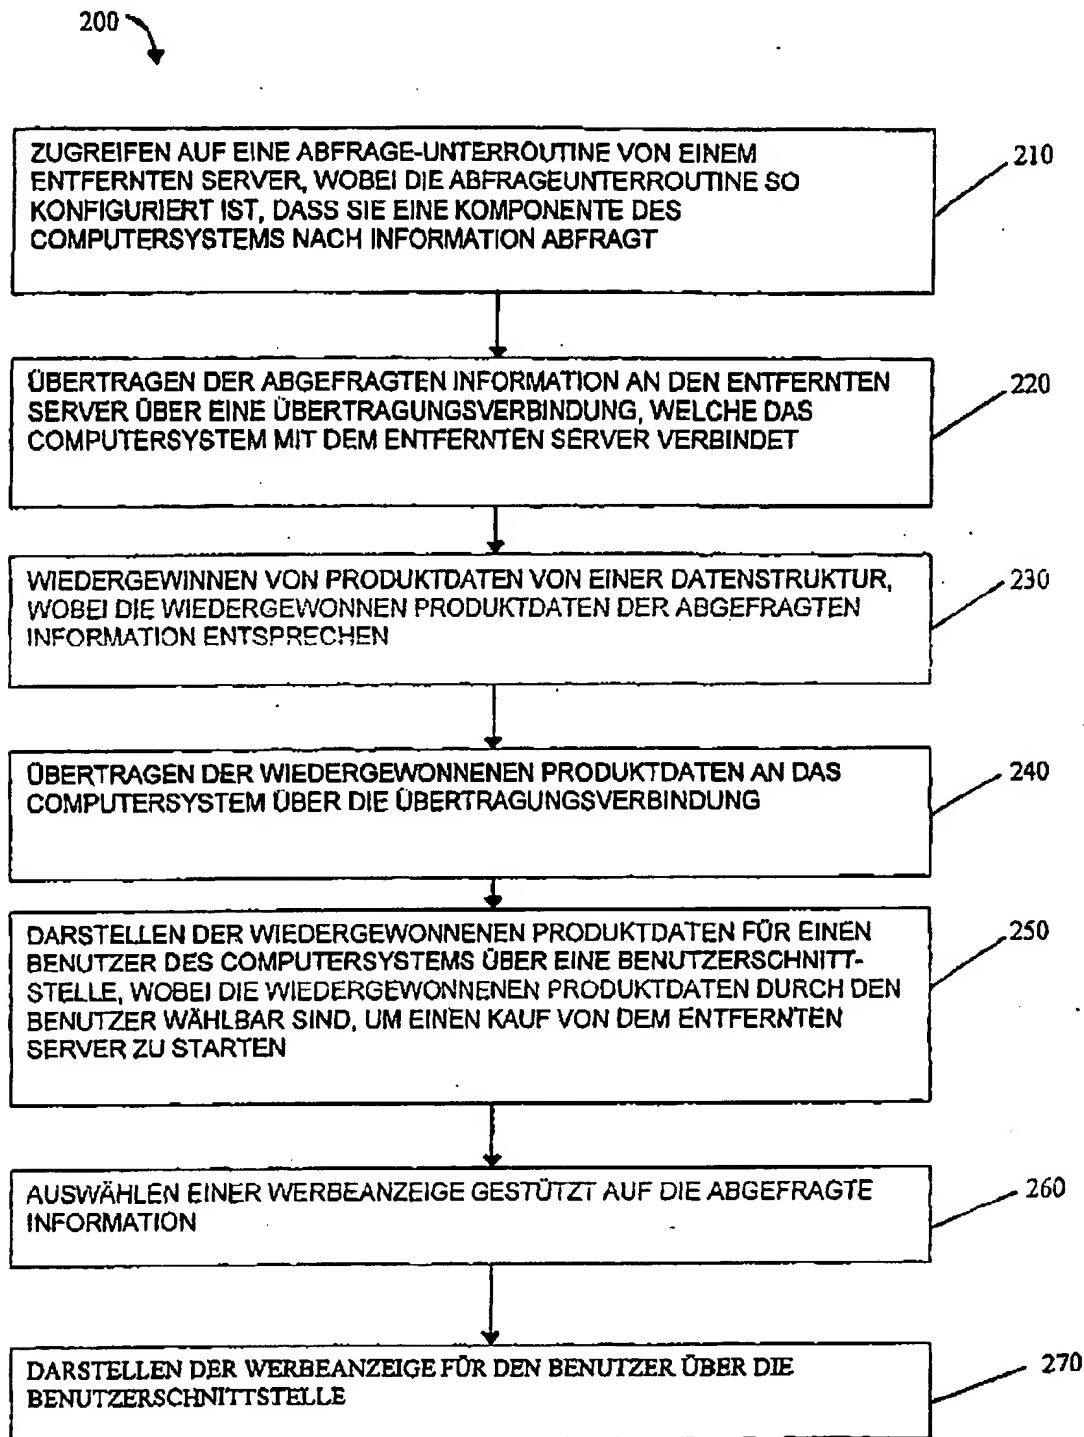 200
ZUGREIFEN AUF EINE ABFRAGE-UNTERROUTINE VON EINEM
ENTFERNTEN SERVER, WOBEI DIE ABFRAGEUNTERROUTINE SO
KONFIGURIERT IST, DASS SIE EINE KOMPONENTE DES
COMPUTERSYSTEMS NACH INFORMATION ABFRAGT
210
ÜBERTRAGEN DER ABGEFRAGTEN INFORMATION AN DEN ENTFERNTEN
SERVER ÜBER EINE ÜBERTRAGUNGSVERBINDUNG, WELCHE DAS
COMPUTERSYSTEM MIT DEM ENTFERNTEN SERVER VERBINDET
220
WIEDERGEWINNEN VON PRODUKTDATEN VON EINER DATENSTRUKTUR,
WOBEI DIE WIEDERGEWONNEN PRODUKTDATEN DER ABGEFRAGTEN
INFORMATION ENTSPRECHEN
230
ÜBERTRAGEN DER WIEDERGEWONNENEN PRODUKTDATEN AN DAS
COMPUTERSYSTEM ÜBER DIE ÜBERTRAGUNGSVERBINDUNG
240
DARSTELLEN DER WIEDERGEWONNENEN PRODUKTDATEN FÜR EINEN
BENUTZER DES COMPUTERSYSTEMS ÜBER EINE BENUTZERSCHNITT-
STELLE, WOBEI DIE WIEDERGEWONNENEN PRODUKTDATEN DURCH DEN
BENUTZER WÄHLBAR SIND, UM EINEN KAUF VON DEM ENTFERNTEN
SERVER ZU STARTEN
250
AUSWÄHLEN EINER WERBEANZEIGE GESTÜTZT AUF DIE ABGEFRAGTE
INFORMATION
260
DARSTELLEN DER WERBEANZEIGE FÜR DEN BENUTZER ÜBER DIE
BENUTZERSCHNITTSTELLE
270